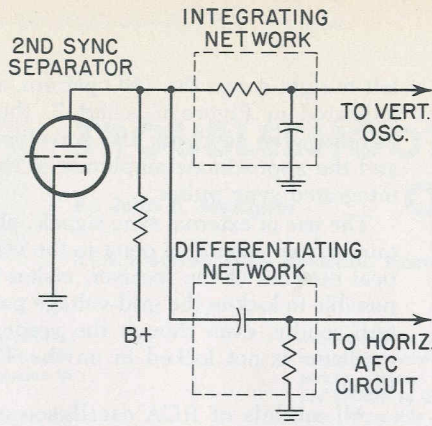 INTEGRATING
NETWORK
2ND SYNC
SEPARATOR
TO VERT.
OSC.
DIFFERENTIATING
NETWORK
B+
TO HORIZ.
AFC
CIRCUIT